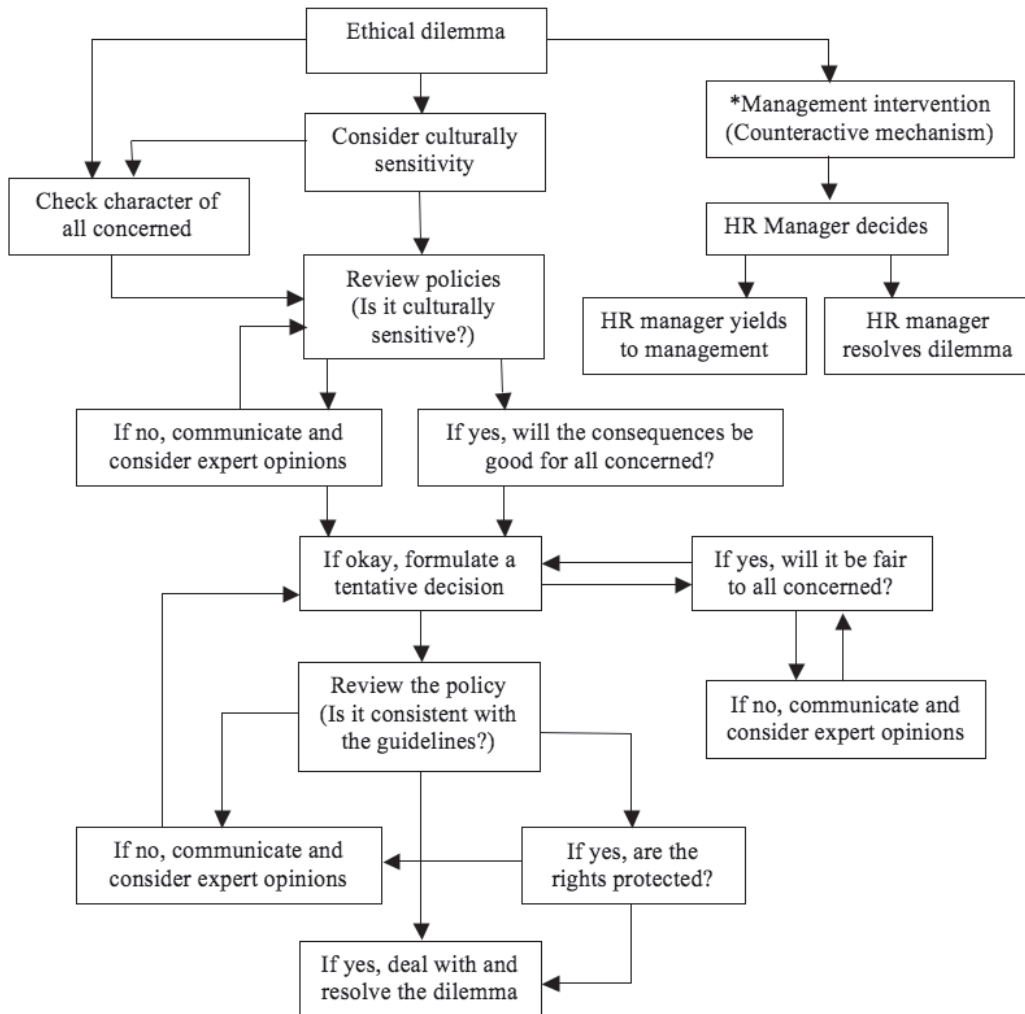 Ethical dilemma
*Management intervention
(Counteractive mechanism)
Consider culturally
sensitivity
Check character of
all concerned
HR Manager decides
Review policies
(Is it culturally
sensitive?)
HR manager yields
to management
HR manager
resolves dilemma
If no, communicate and
consider expert opinions
If yes, will the consequences be
good for all concerned?
If okay, formulate a
tentative decision
If yes, will it be fair
to all concerned?
Review the policy
(Is it consistent with
the guidelines?)
If no, communicate and
consider expert opinions
If no, communicate and
consider expert opinions
If yes, are the
rights protected?
If yes, deal with and
resolve the dilemma